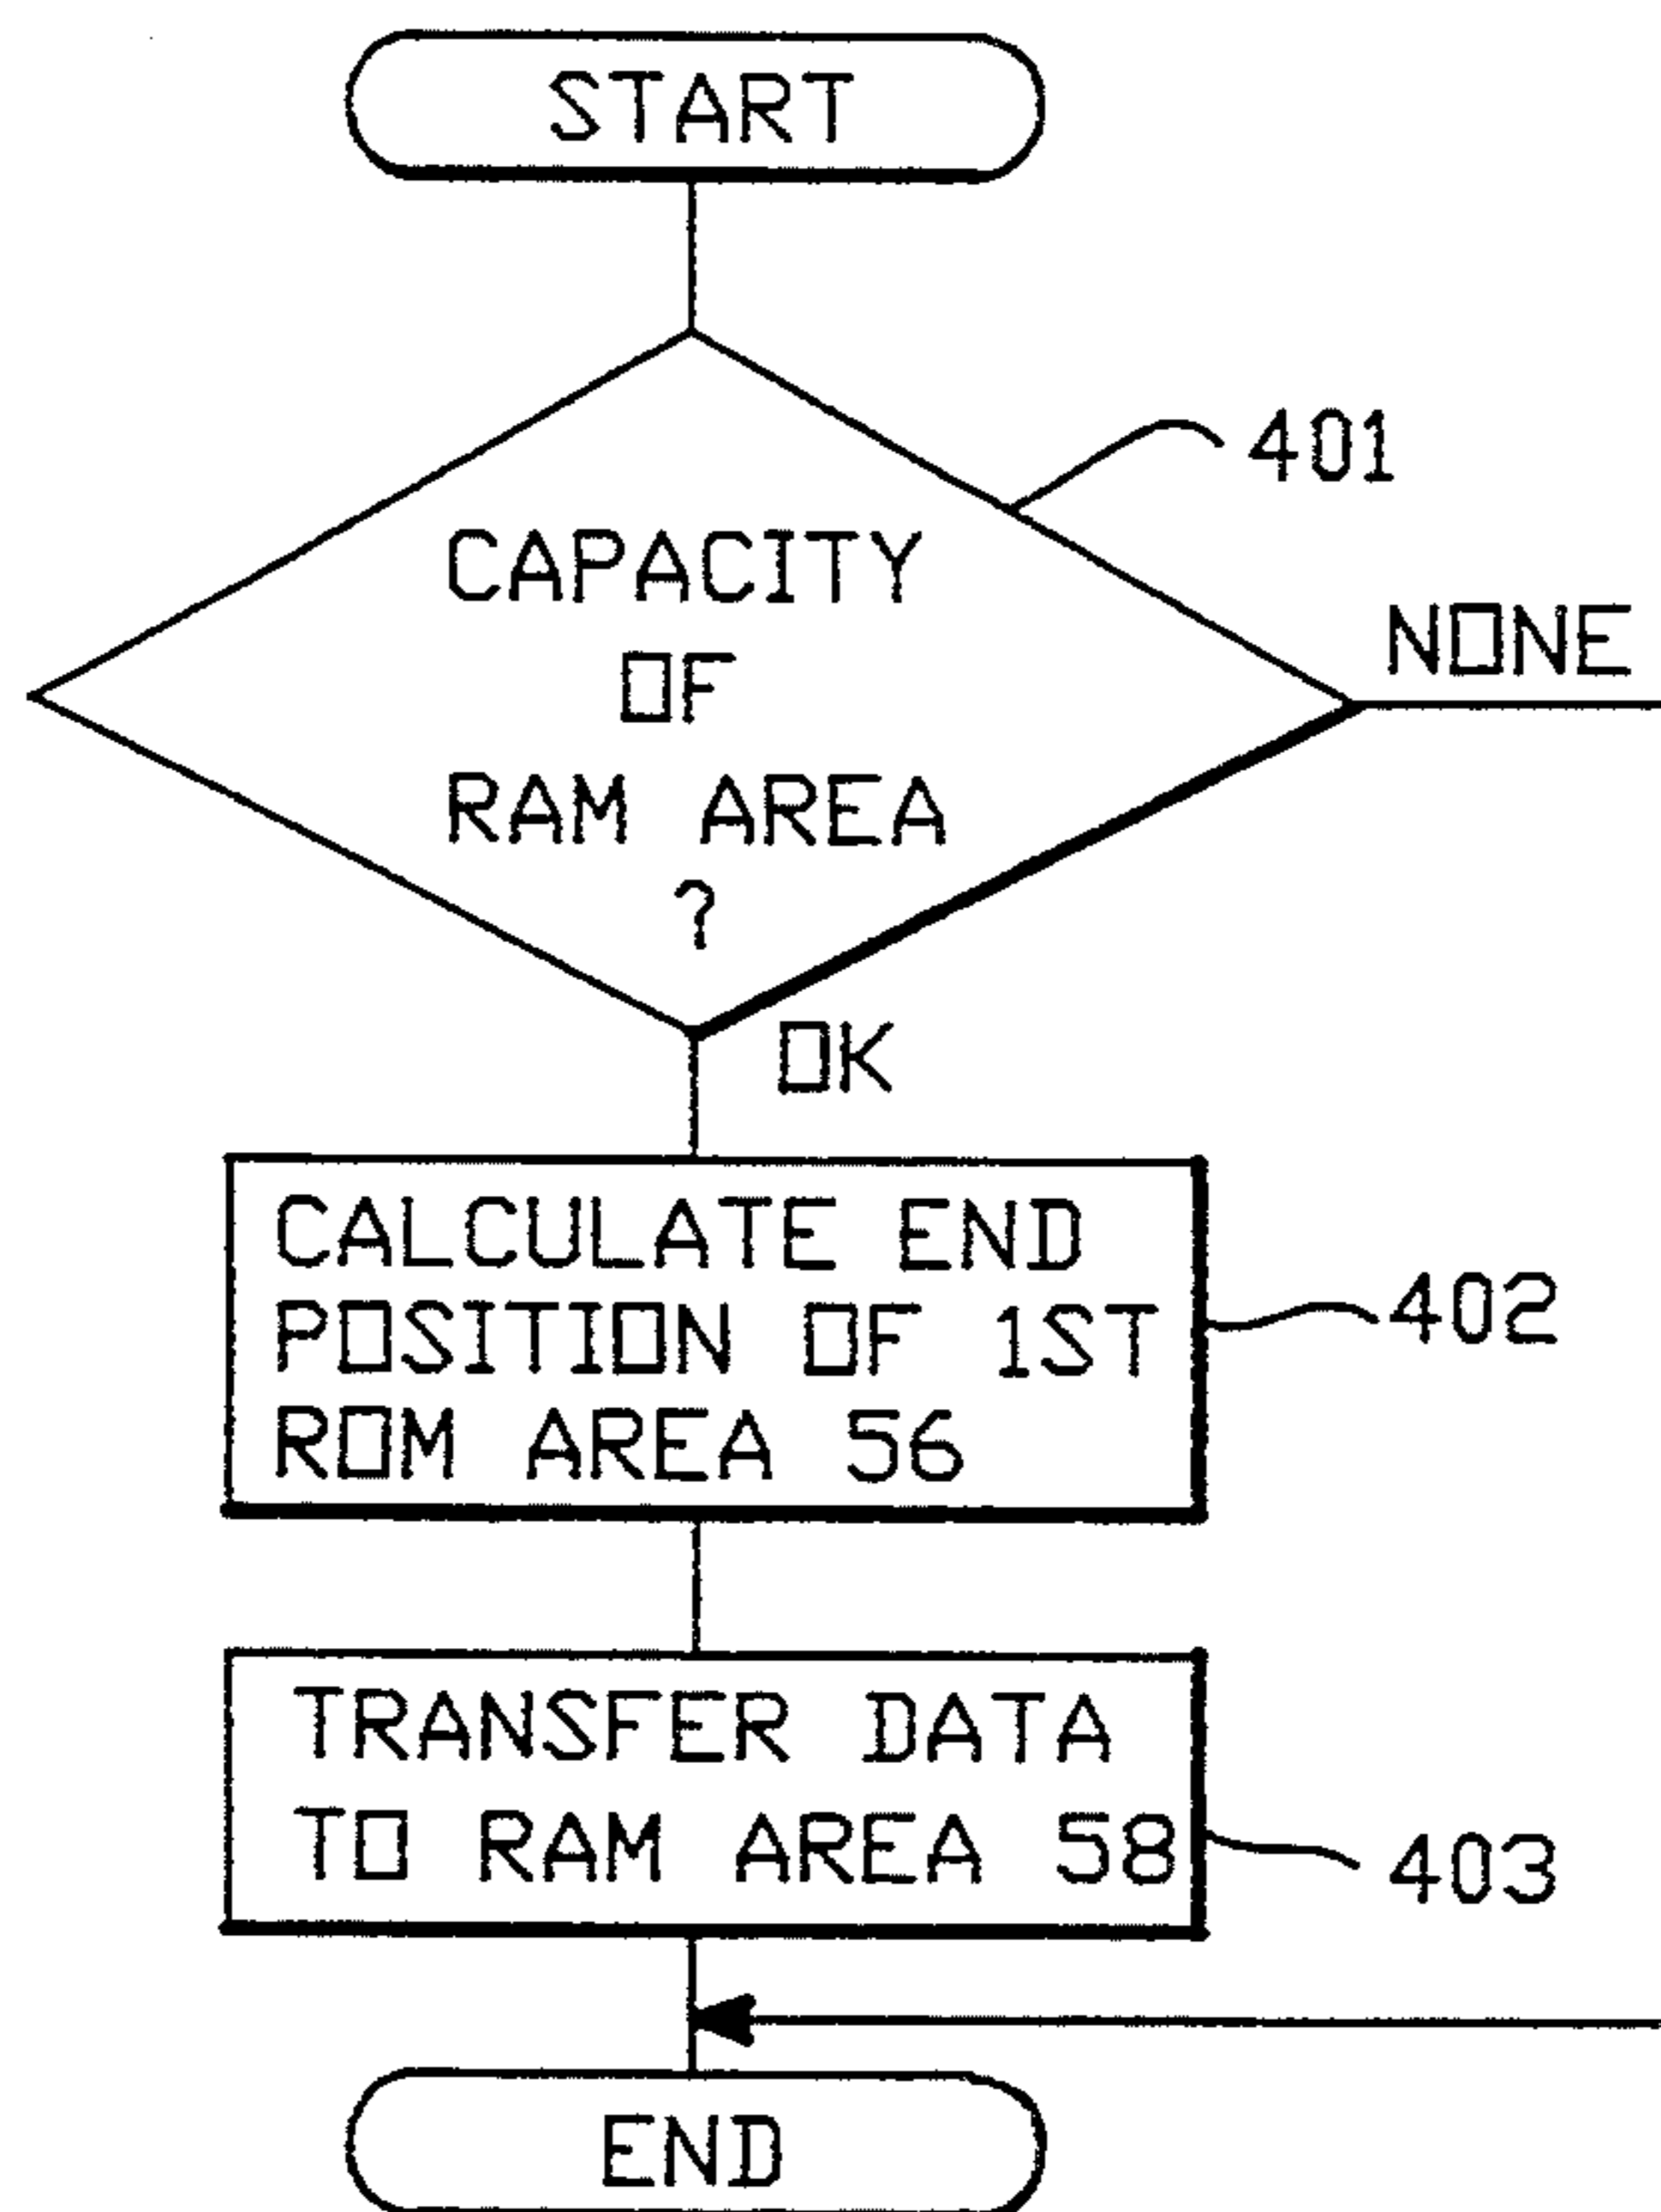 START
401
CAPACITY
OF
RAM AREA
?
NONE
OK
CALCULATE END
POSITION OF 1ST
ROM AREA 56
402
TRANSFER DATA
TO RAM AREA 58
403
END